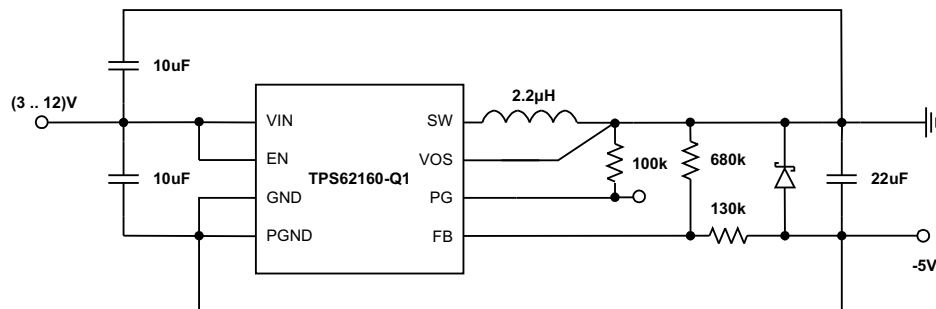 10uF
(3 .. 12)V
2.2µH
VIN
SW
EN
VOS
100k
680k
10uF
TPS62160-Q1
22uF
GND
PG
130k
PGND
FB
-5V